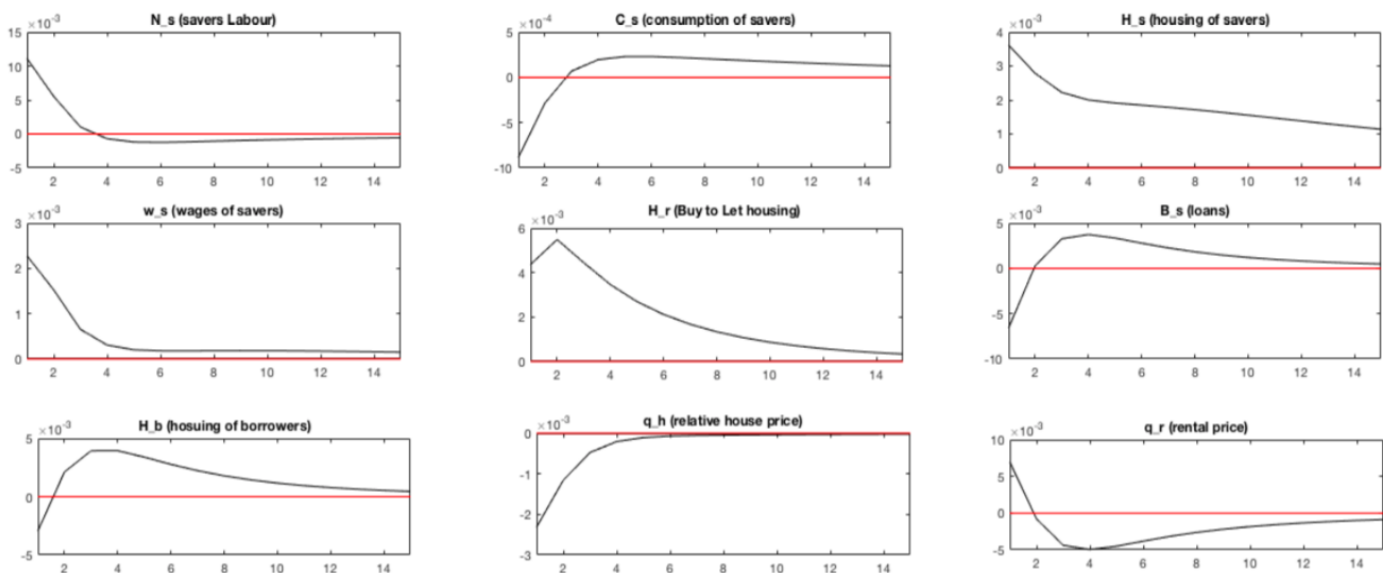 N_s (savers Labour)
×10⁻³
15
10
5
0
-5
2 4 6 8 10 12 14
C_s (consumption of savers)
×10⁻⁴
5
0
-5
-10
2 4 6 8 10 12 14
H_s (housing of savers)
×10⁻³
4
3
2
1
0
2 4 6 8 10 12 14
w_s (wages of savers)
×10⁻³
3
2
1
0
2 4 6 8 10 12 14
H_r (Buy to Let housing)
×10⁻³
6
4
2
0
2 4 6 8 10 12 14
B_s (loans)
×10⁻³
5
0
-5
-10
2 4 6 8 10 12 14
H_b (hosuing of borrowers)
×10⁻³
5
0
-5
2 4 6 8 10 12 14
q_h (relative house price)
×10⁻³
0
-1
-2
-3
2 4 6 8 10 12 14
q_r (rental price)
×10⁻³
10
5
0
-5
2 4 6 8 10 12 14